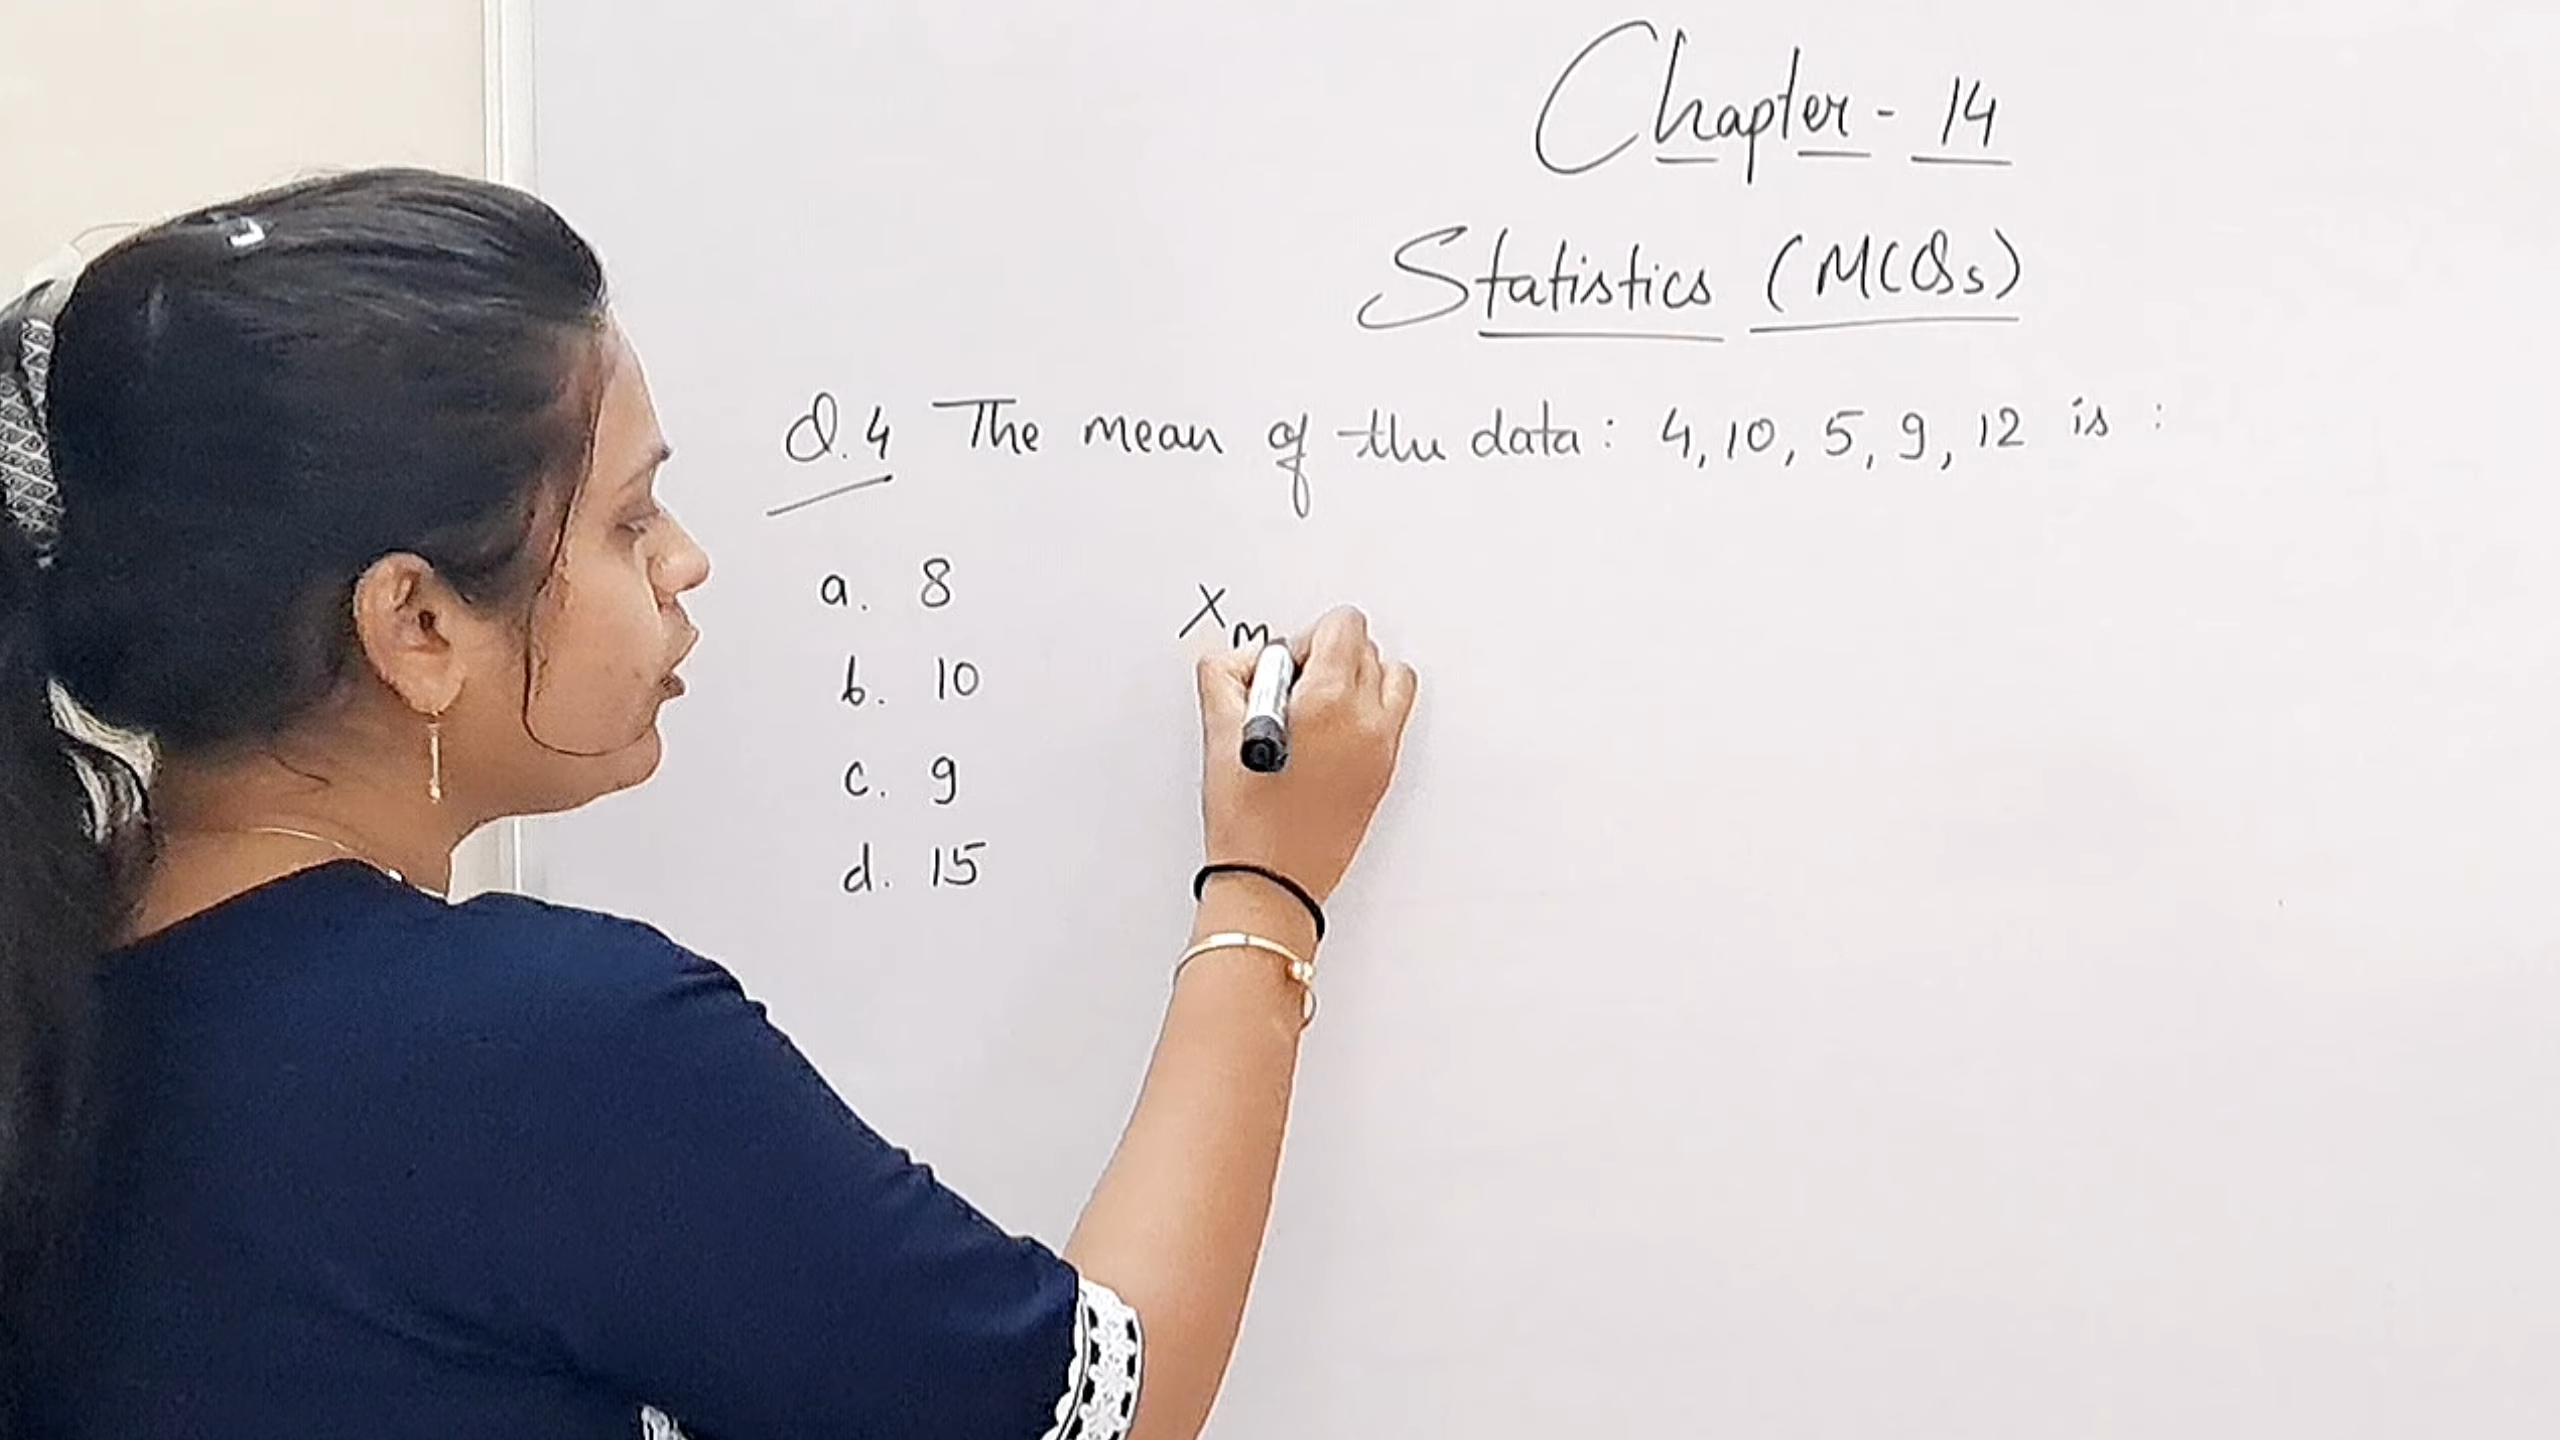 Chapter - 14
Statistics (MCQs)
Q.4 The mean of the data: 4, 10, 5, 9, 12 is :
a. 8
b. 10
c. 9
d. 15
Xm